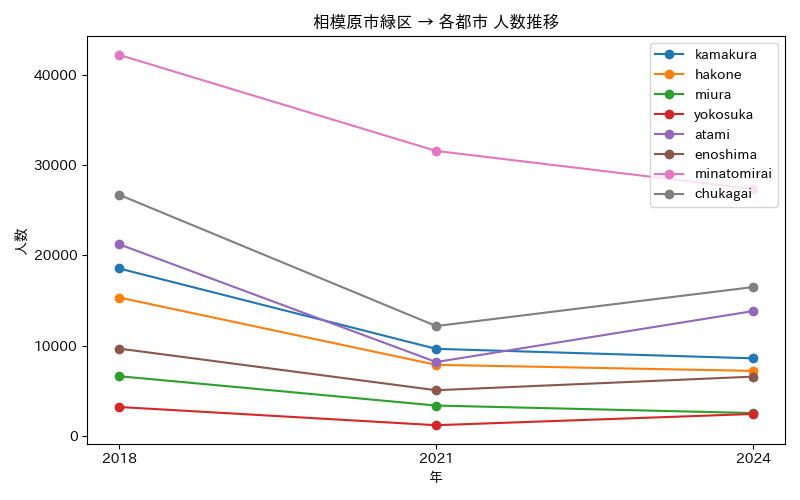 相模原市緑区 → 各都市 人数推移
人数
40000
30000
20000
10000
0
2018
2021
2024
年
kamakura
hakone
miura
yokosuka
atami
enoshima
minatomirai
chukagai